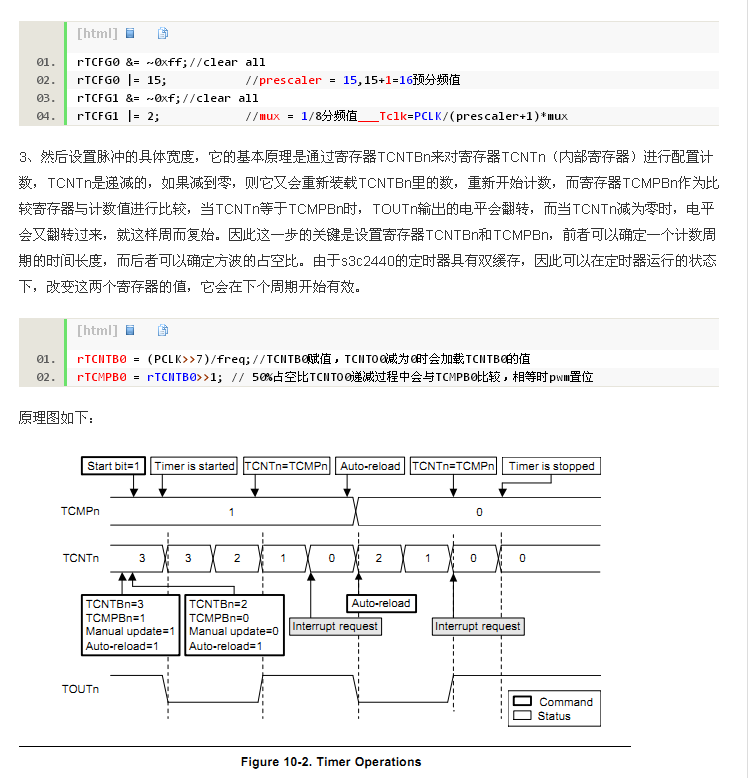 [html]
01. rTCFG0 &= ~0xff;//clear all
02. rTCFG0 |= 15; //prescaler = 15,15+1=16预分频值
03. rTCFG1 &= ~0xf;//clear all
04. rTCFG1 |= 2; //mux = 1/8分频值___Tclk=PCLK/(prescaler+1)*mux
3、然后设置脉冲的具体宽度，它的基本原理是通过寄存器TCNTBn来对寄存器TCNTn（内部寄存器）进行配置计
数，TCNTn是递减的，如果减到零，则它又会重新装载TCNTBn里的数，重新开始计数，而寄存器TCMPBn作为比
较寄存器与计数值进行比较，当TCNTn等于TCMPBn时，TOUTn输出的电平会翻转，而当TCNTn减为零时，电平
会又翻转过来，就这样周而复始。因此这一步的关键是设置寄存器TCNTBn和TCMPBn，前者可以确定一个计数周
期的时间长度，而后者可以确定方波的占空比。由于s3c2440的定时器具有双缓存，因此可以在定时器运行的状态
下，改变这两个寄存器的值，它会在下个周期开始有效。
[html]
01. rTCNTB0 = (PCLK>>7)/freq;//TCNTB0赋值，TCNTO0减为0时会加载TCNTB0的值
02. rTCMPB0 = rTCNTB0>>1; // 50%占空比TCNTO0递减过程中会与TCMPB0比较，相等时pwm置位
原理图如下：
Start bit=1 Timer is started TCNTn=TCMPn Auto-reload TCNTn=TCMPn Timer is stopped
TCMPn 1 0
TCNTn 3 3 2 1 0 2 1 0 0
TCNTBn=3
TCMPBn=1
Manual update=1
Auto-reload=1
TCNTBn=2
TCMPBn=0
Manual update=0
Auto-reload=1
Auto-reload
Interrupt request
Interrupt request
TOUTn
Command
Status
Figure 10-2. Timer Operations